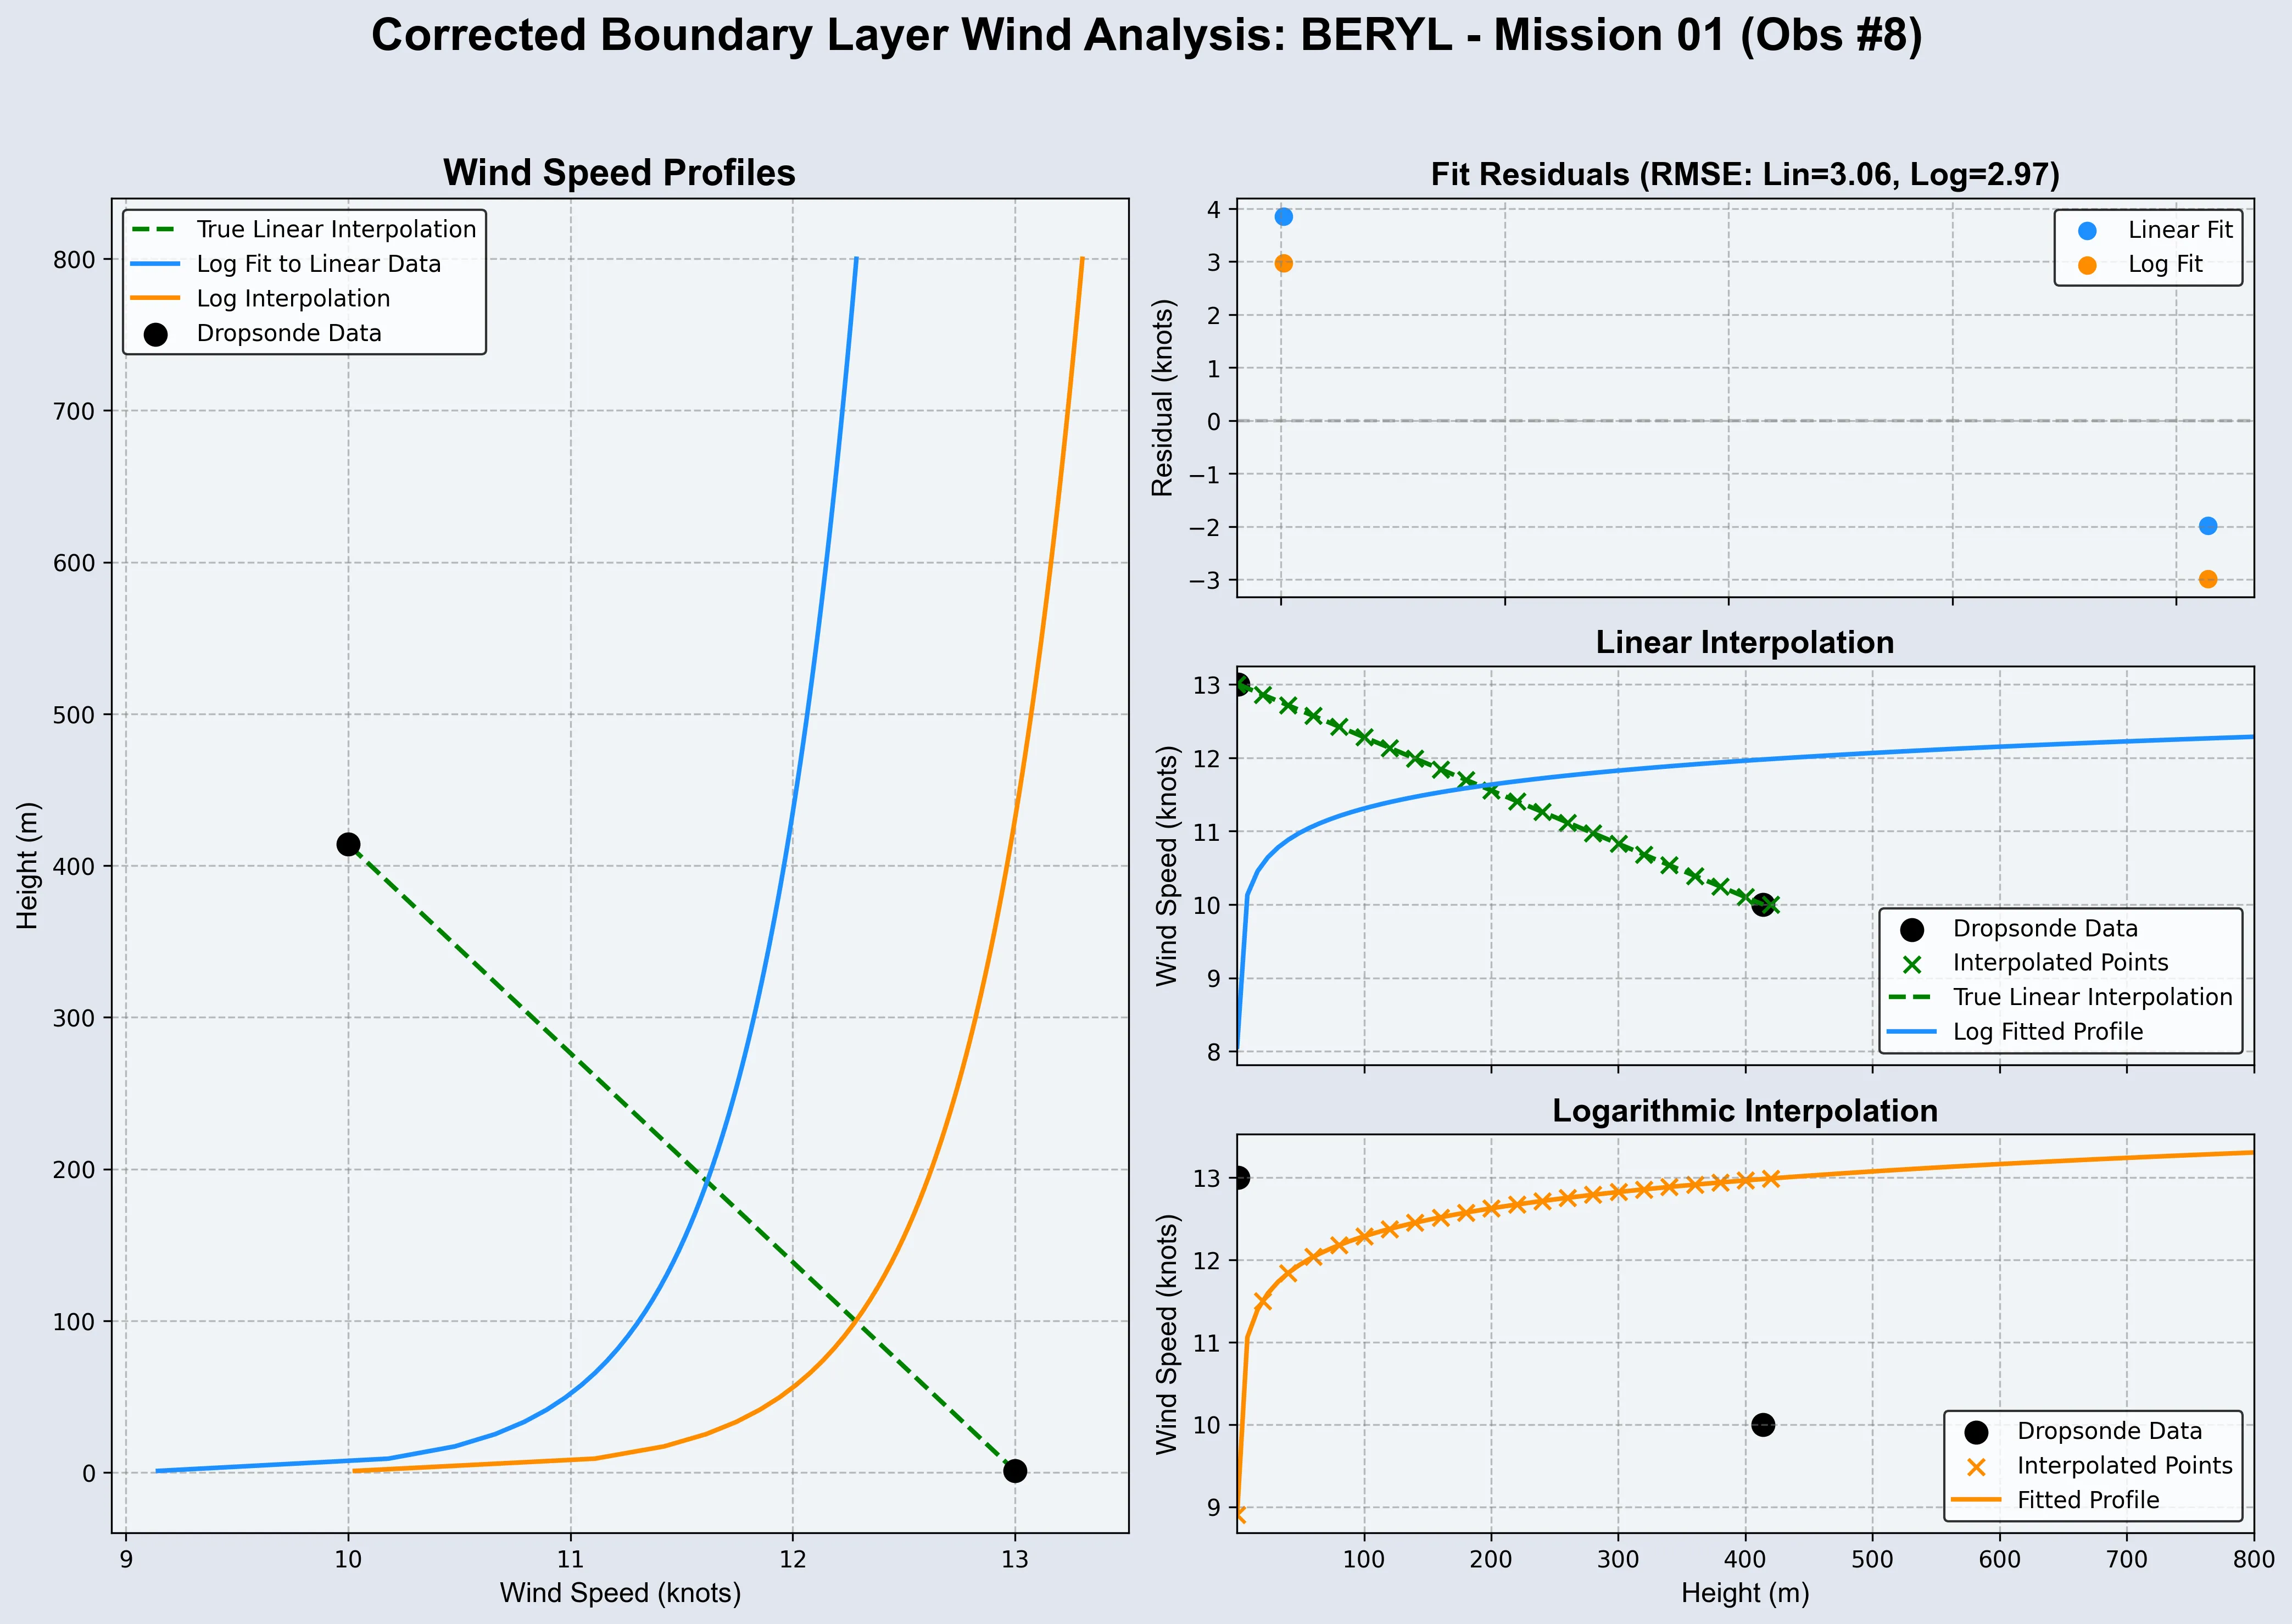 Corrected Boundary Layer Wind Analysis: BERYL - Mission 01 (Obs #8)
Wind Speed Profiles
True Linear Interpolation
Log Fit to Linear Data
Log Interpolation
Dropsonde Data
800
700
600
500
400
300
200
100
0
Height (m)
9 10 11 12 13
Wind Speed (knots)
Fit Residuals (RMSE: Lin=3.06, Log=2.97)
Linear Fit
Log Fit
4
3
2
1
0
−1
−2
−3
Residual (knots)
Linear Interpolation
13
12
11
10
9
8
Wind Speed (knots)
Dropsonde Data
Interpolated Points
True Linear Interpolation
Log Fitted Profile
Logarithmic Interpolation
13
12
11
10
9
Wind Speed (knots)
Dropsonde Data
Interpolated Points
Fitted Profile
100 200 300 400 500 600 700 800
Height (m)